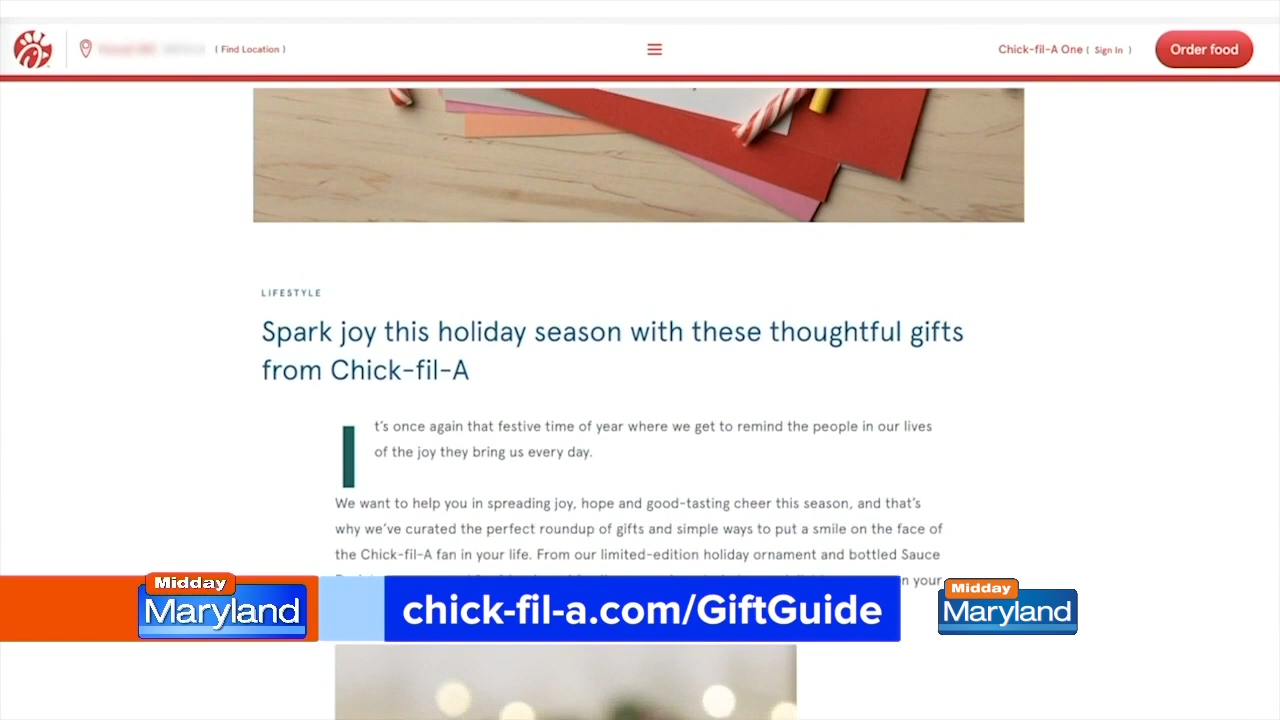 ( Find Location )
Chick-fil-A One ( Sign In )
Order food
LIFESTYLE
Spark joy this holiday season with these thoughtful gifts
from Chick-fil-A
It's once again that festive time of year where we get to remind the people in our lives
of the joy they bring us every day.
We want to help you in spreading joy, hope and good-tasting cheer this season, and that's
why we've curated the perfect roundup of gifts and simple ways to put a smile on the face of
the Chick-fil-A fan in your life. From our limited-edition holiday ornament and bottled Sauce
in your
Midday
Maryland
chick-fil-a.com/GiftGuide
Midday
Maryland